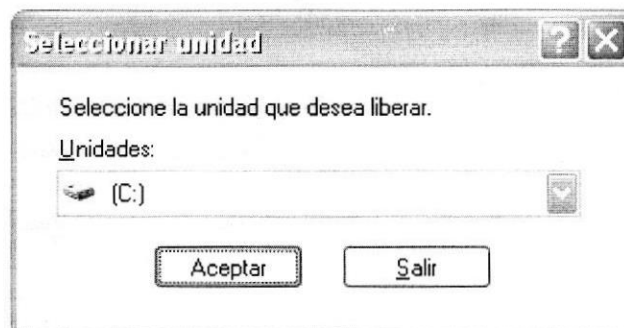 Seleccionar unidad
Seleccione la unidad que desea liberar.
Unidades:
(C:)
Aceptar
Salir